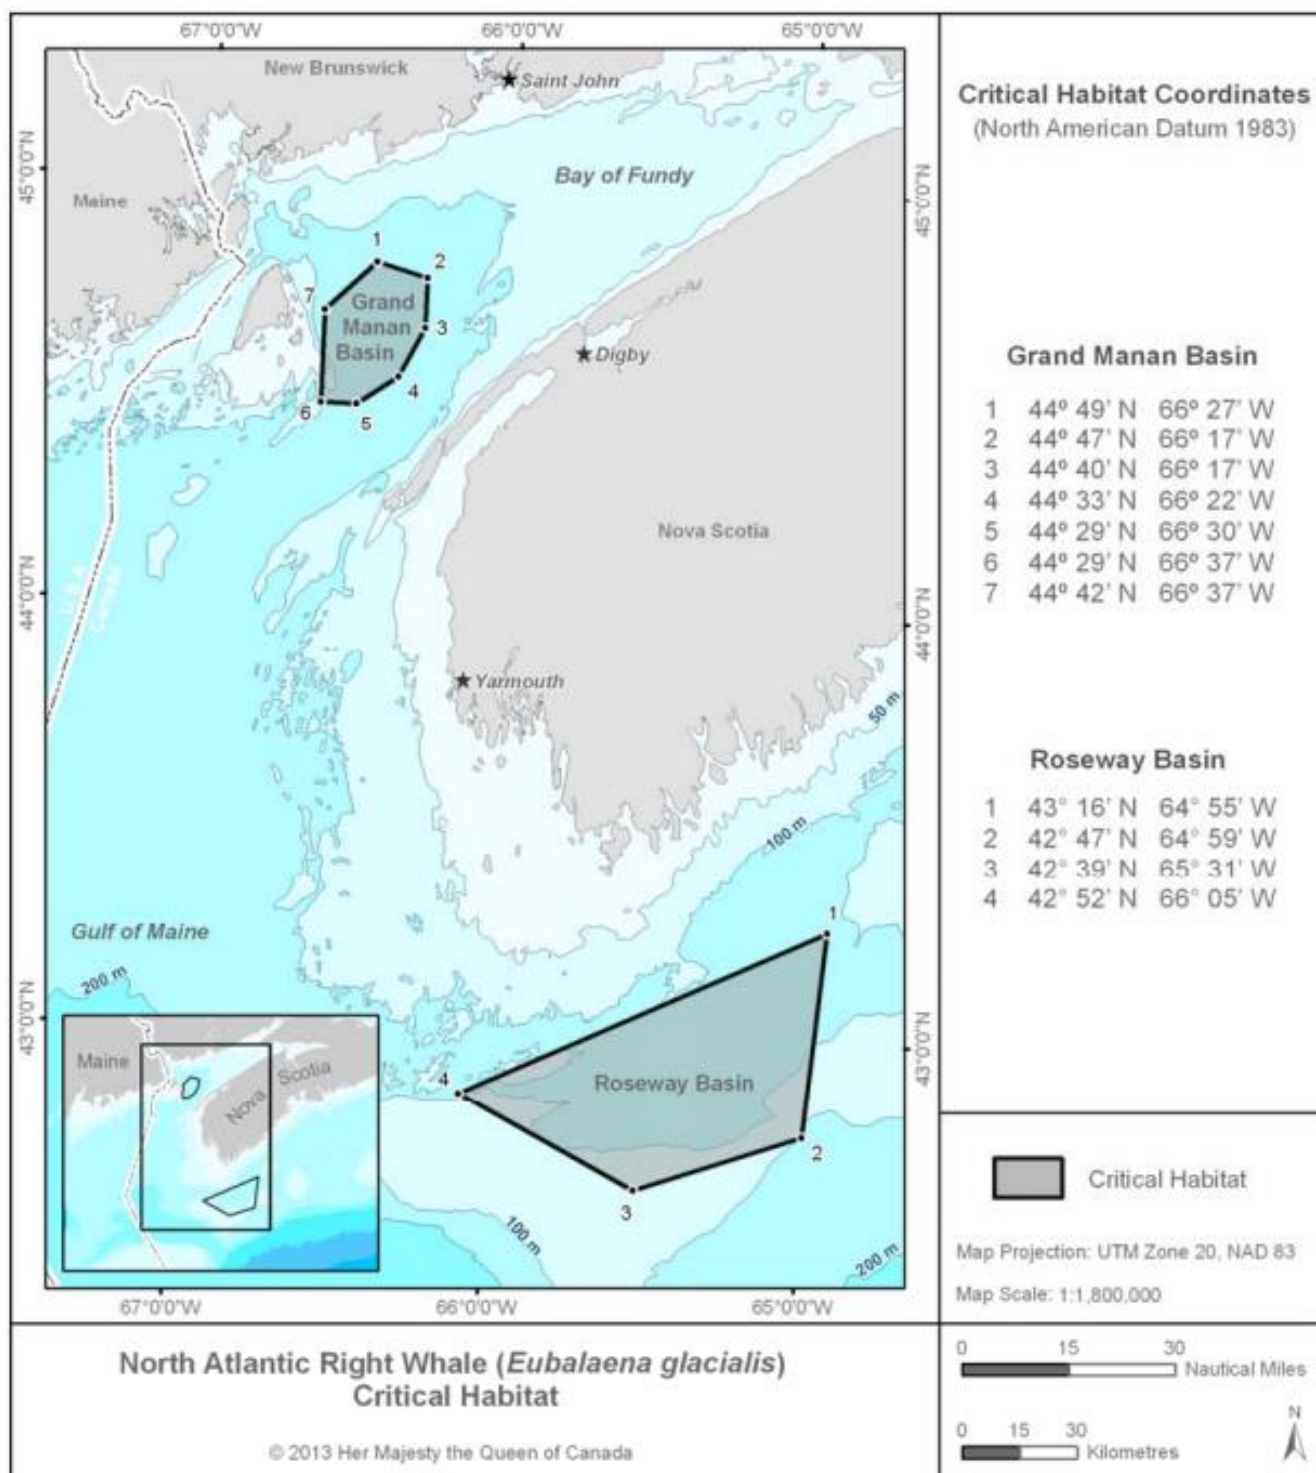 67°0'0"W 66°0'0"W 65°0'0"W
New Brunswick
Saint John
45°0'0"N
Bay of Fundy
45°0'0"N
Maine
1
2
Grand
7
Manan
3
Basin
Digby
4
6
5
Nova Scotia
44°0'0"N
44°0'0"N
Yarmouth
50 m
100 m
Gulf of Maine
1
200 m
43°0'0"N
43°0'0"N
Maine
Nova Scotia
4
Roseway Basin
2
3
100 m
200 m
67°0'0"W 66°0'0"W 65°0'0"W
Critical Habitat Coordinates
(North American Datum 1983)
Grand Manan Basin
1 44º 49' N 66º 27' W
2 44º 47' N 66º 17' W
3 44º 40' N 66º 17' W
4 44º 33' N 66º 22' W
5 44º 29' N 66º 30' W
6 44º 29' N 66º 37' W
7 44º 42' N 66º 37' W
Roseway Basin
1 43° 16' N 64° 55' W
2 42° 47' N 64° 59' W
3 42° 39' N 65° 31' W
4 42° 52' N 66° 05' W
Critical Habitat
Map Projection: UTM Zone 20, NAD 83
Map Scale: 1:1,800,000
0 15 30
Nautical Miles
0 15 30
Kilometres
N
North Atlantic Right Whale (Eubalaena glacialis)
Critical Habitat
© 2013 Her Majesty the Queen of Canada